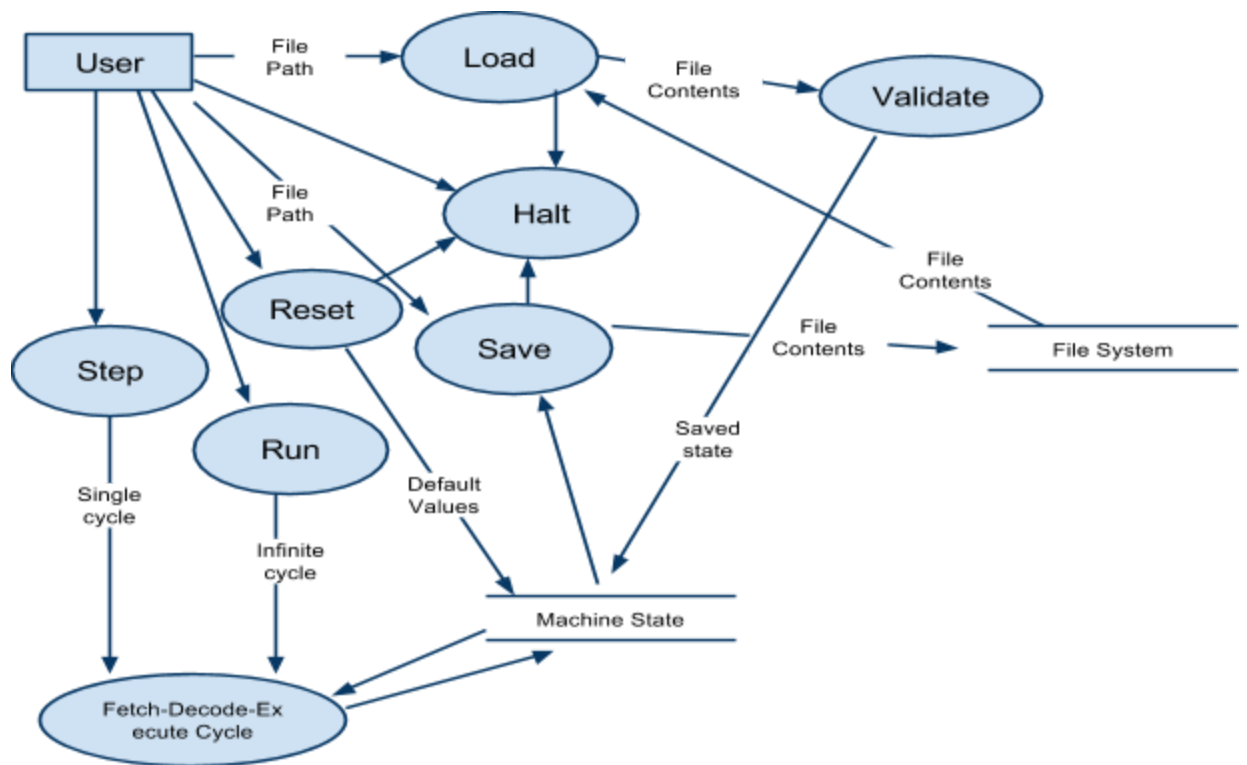 User
File
Path
Load
File
Contents
Validate
File
Path
Halt
Reset
File
Contents
Save
File
Contents
File System
Step
Run
Saved
state
Default
Values
Single
cycle
Infinite
cycle
Machine State
Fetch-Decode-Ex
ecute Cycle